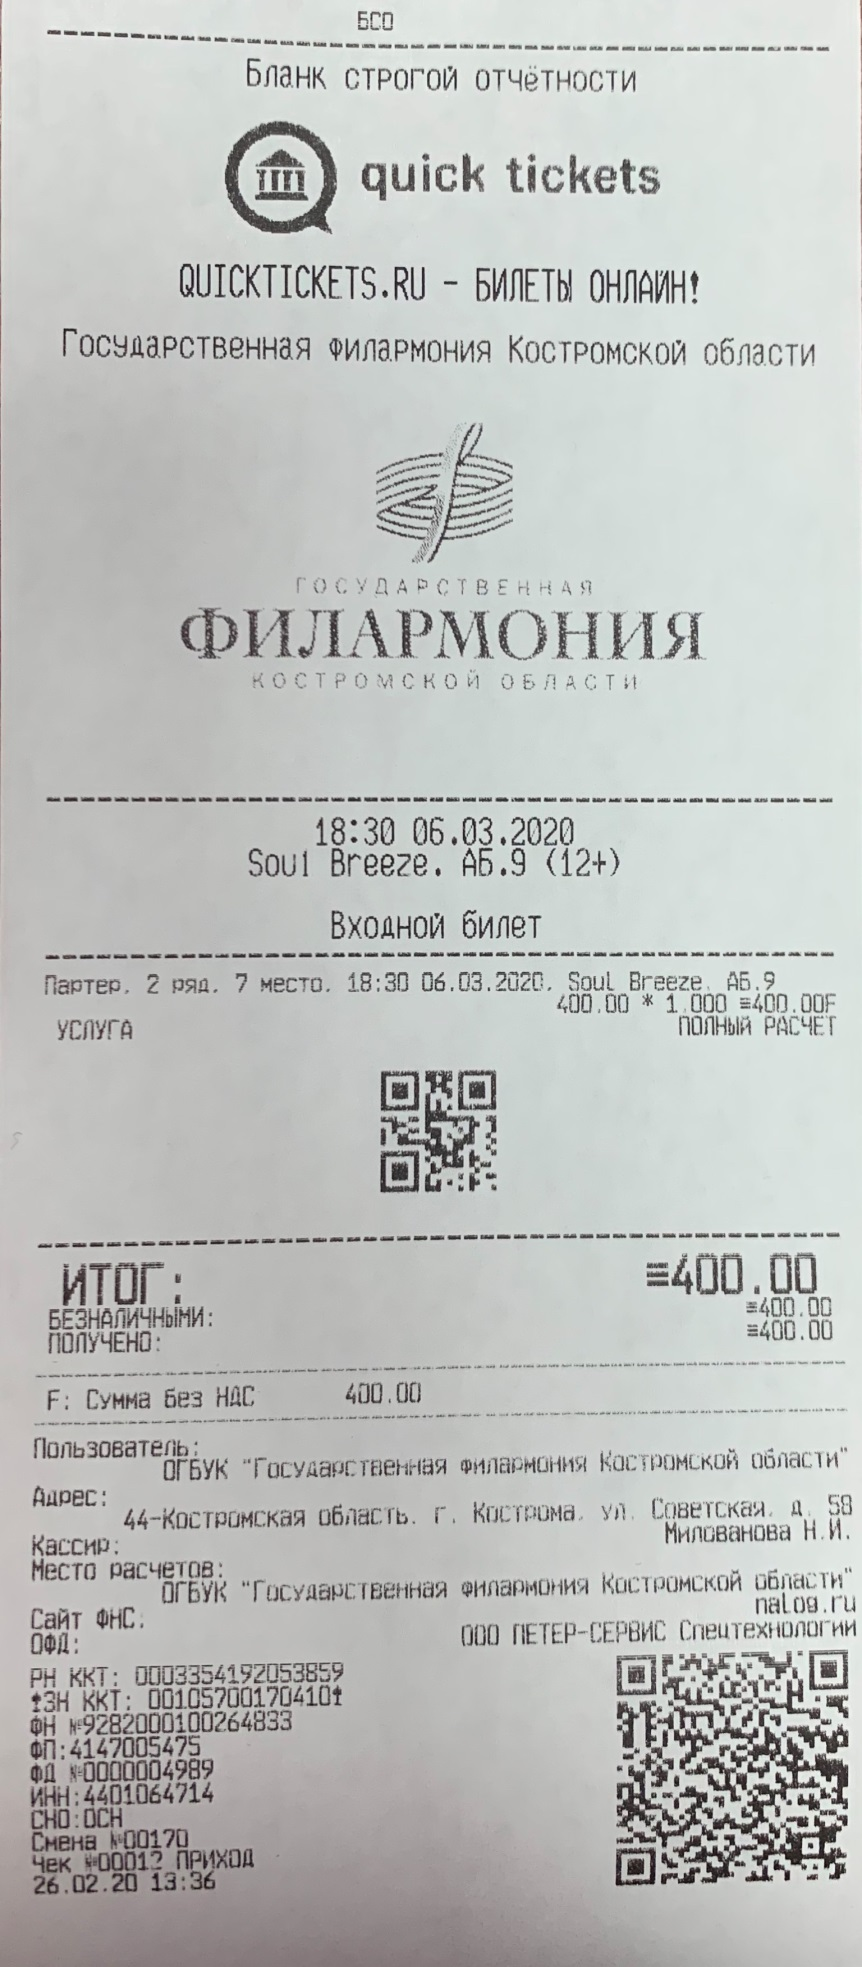 БСО
Бланк строгой отчётности
quick tickets
QUICKTICKETS.RU - БИЛЕТЫ ОНЛАЙН!
Государственная филармония Костромской области
ГОСУДАРСТВЕННАЯ
ФИЛАРМОНИЯ
КОСТРОМСКОЙ ОБЛАСТИ
18:30 06.03.2020
Soul Breeze. АБ.9 (12+)
Входной билет
Партер, 2 ряд, 7 место, 18:30 06.03.2020, Soul Breeze, АБ.9
400.00 * 1.000 ≡400.00F
УСЛУГА ПОЛНЫЙ РАСЧЕТ
ИТОГ: ≡400.00
БЕЗНАЛИЧНЫМИ: ≡400.00
ПОЛУЧЕНО: ≡400.00
F: Сумма без НДС 400.00
Пользователь:
ОГБУК "Государственная филармония Костромской области"
Адрес:
44-Костромская область, г. Кострома, ул. Советская, д. 58
Кассир: Милованова Н.И.
Место расчетов:
ОГБУК "Государственная филармония Костромской области"
Сайт ФНС: nalog.ru
ОФД: ООО ПЕТЕР-СЕРВИС Спецтехнологии
РН ККТ: 0003354192053859
↑ЗН ККТ: 00105700170410↑
ФН №9282000100264833
ФП:4147005475
ФД №0000004989
ИНН:4401064714
СНО:ОСН
Смена №00170
Чек №00012 ПРИХОД
26.02.20 13:36